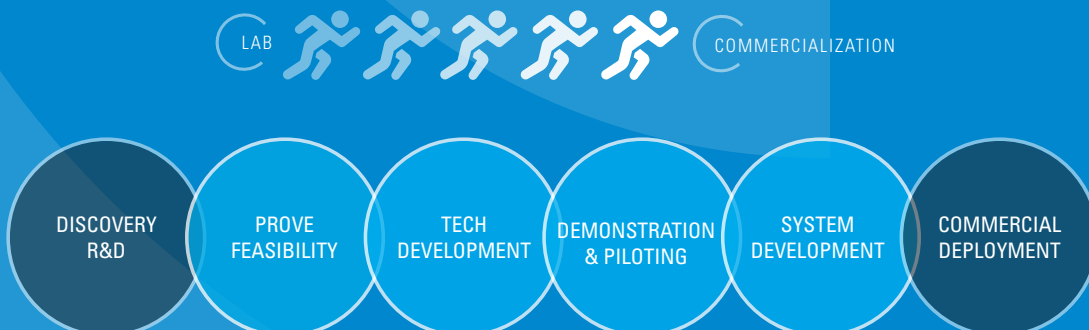 LAB
COMMERCIALIZATION
DISCOVERY
R&D
PROVE
FEASIBILITY
TECH
DEVELOPMENT
DEMONSTRATION
& PILOTING
SYSTEM
DEVELOPMENT
COMMERCIAL
DEPLOYMENT